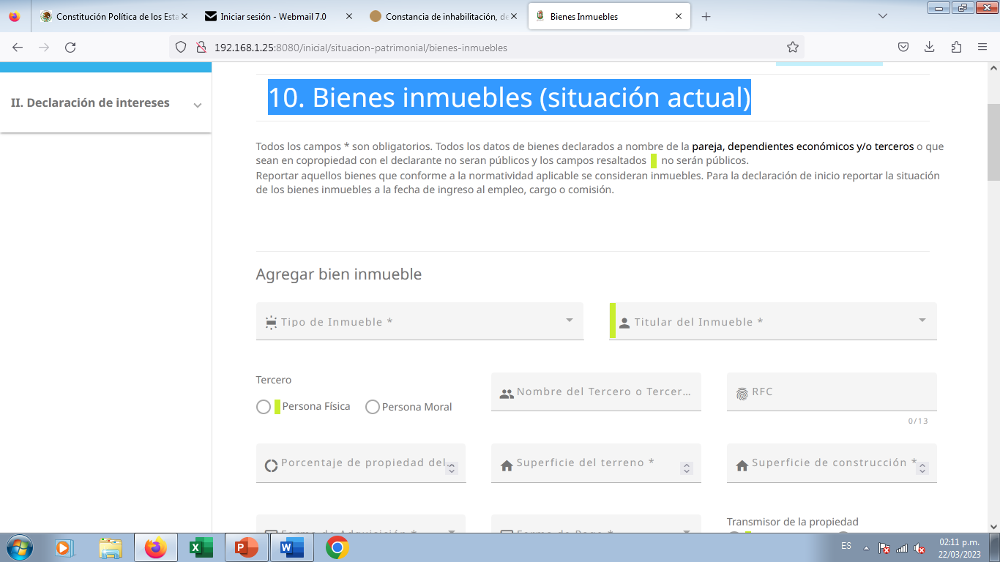 Constitución Política de los Esta
Iniciar sesión - Webmail 7.0
Constancia de inhabilitación, de
Bienes Inmuebles
192.168.1.25:8080/inicial/situacion-patrimonial/bienes-inmuebles
II. Declaración de intereses
10. Bienes inmuebles (situación actual)
Todos los campos * son obligatorios. Todos los datos de bienes declarados a nombre de la pareja, dependientes económicos y/o terceros o que
sean en copropiedad con el declarante no seran públicos y los campos resaltados no serán públicos.
Reportar aquellos bienes que conforme a la normatividad aplicable se consideran inmuebles. Para la declaración de inicio reportar la situación
de los bienes inmuebles a la fecha de ingreso al empleo, cargo o comisión.
Agregar bien inmueble
Tipo de Inmueble *
Titular del Inmueble *
Tercero
Persona Física
Persona Moral
Nombre del Tercero o Tercer...
RFC
0/13
Porcentaje de propiedad del...
Superficie del terreno *
Superficie de construcción *
Forma de Adquisición *
Forma de Pago *
Transmisor de la propiedad
ES
02:11 p.m.
22/03/2023